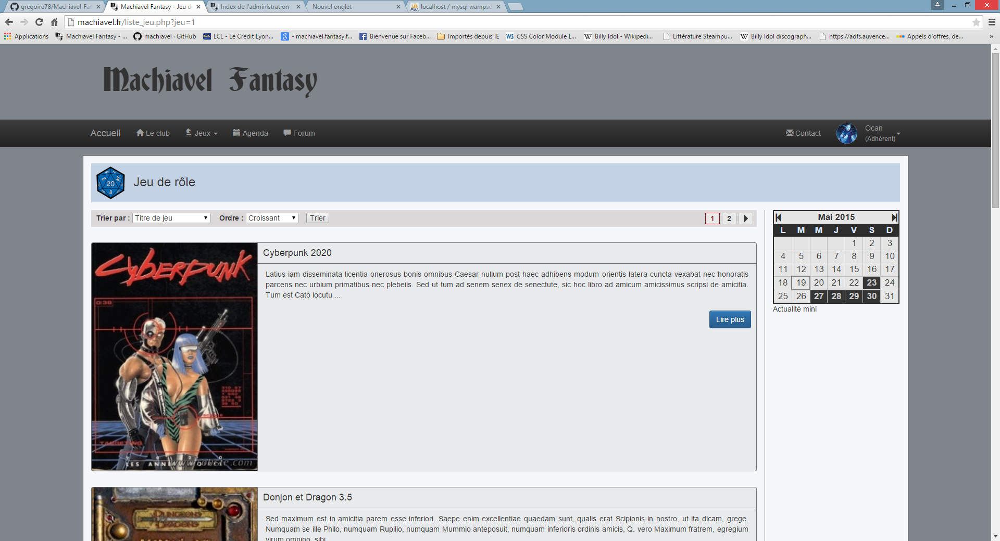 gregoire78/Machiavel-Fan
Machiavel Fantasy - Jeu d
Index de l'administration
Nouvel onglet
localhost / mysql wampse
machiavel.fr/liste_jeu.php?jeu=1
Applications
Machiavel Fantasy - ...
machiavel · GitHub
LCL - Le Crédit Lyon...
- machiavel.fantasy.f...
Bienvenue sur Faceb...
Importés depuis IE
CSS Color Module L...
Billy Idol - Wikipedi...
Littérature Steampu...
Billy Idol discograph...
https://adfs.auvence...
Appels d'offres, de...
»
Machiavel Fantasy
Accueil Le club Jeux Agenda Forum Contact Ocan
(Adhérent)
Jeu de rôle
Trier par : Titre de jeu Ordre : Croissant Trier 1 2
Cyberpunk 2020
Latius iam disseminata licentia onerosus bonis omnibus Caesar nullum post haec adhibens modum orientis latera cuncta vexabat nec honoratis
parcens nec urbium primatibus nec plebeiis. Sed ut tum ad senem senex de senectute, sic hoc libro ad amicum amicissimus scripsi de amicitia.
Tum est Cato locutu ...
Lire plus
CYBERPUNK
0:38
TARGETING
2 0 2 0
Donjon et Dragon 3.5
Sed maximum est in amicitia parem esse inferiori. Saepe enim excellentiae quaedam sunt, qualis erat Scipionis in nostro, ut ita dicam, grege.
Numquam se ille Philo, numquam Rupilio, numquam Mummio anteposuit, numquam inferioris ordinis amicis, Q. vero Maximum fratrem, egregium
virum omnino, sibi
DUNGEONS
DRAGONS
Mai 2015
L M M J V S D
1 2 3
4 5 6 7 8 9 10
11 12 13 14 15 16 17
18 19 20 21 22 23 24
25 26 27 28 29 30 31
Actualité mini